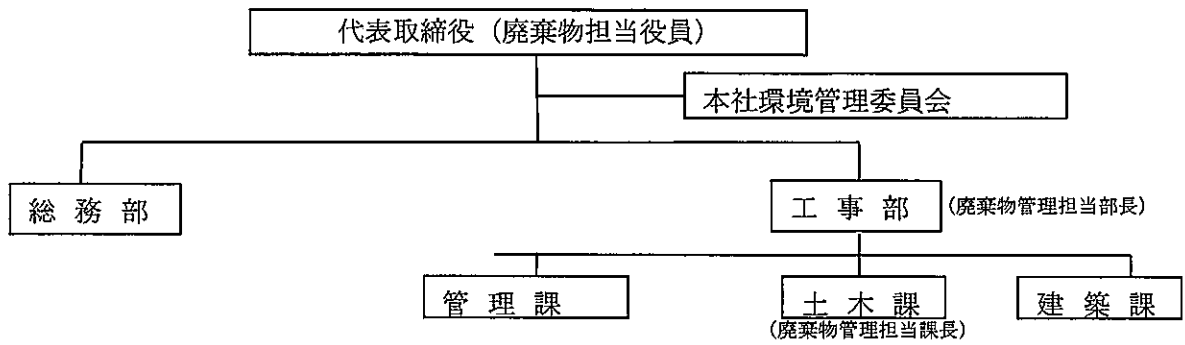 代表取締役（廃棄物担当役員）
本社環境管理委員会
総務部
工事部 (廃棄物管理担当部長)
管理課
土木課
建築課
(廃棄物管理担当課長)